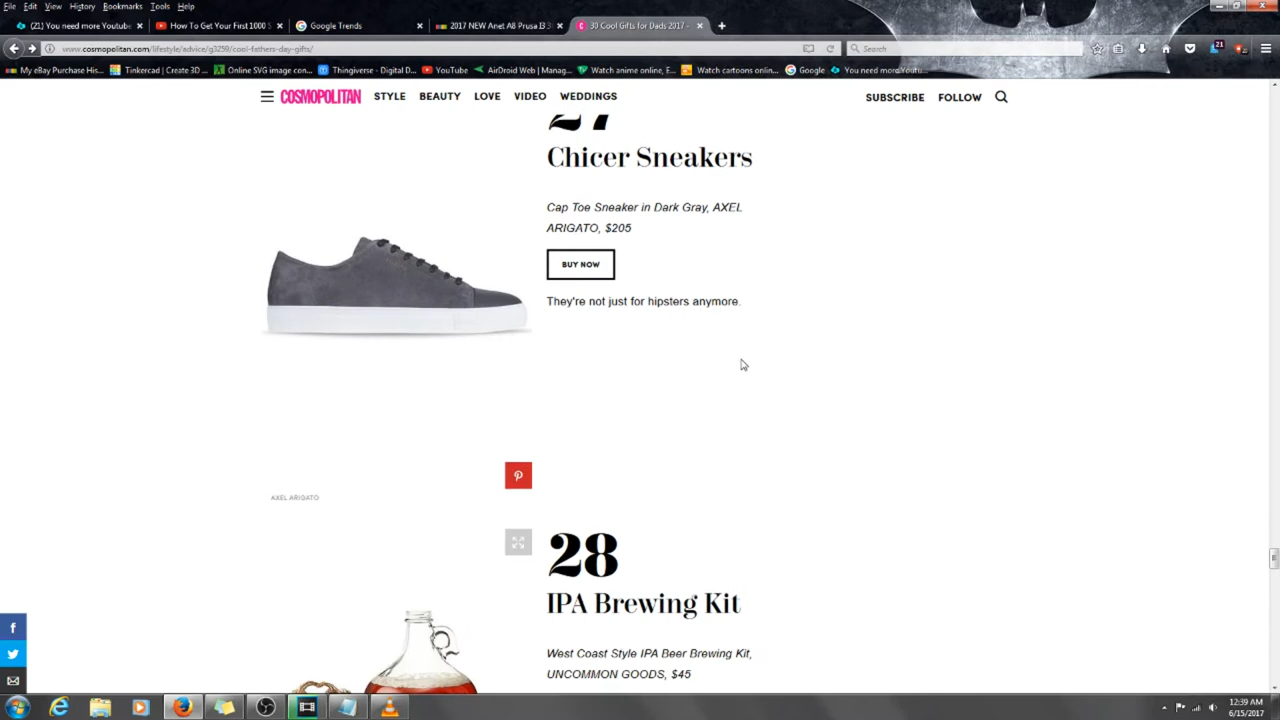 File Edit View History Bookmarks Tools Help
(21) You need more Youtube
How To Get Your First 1000 S
Google Trends
2017 NEW Anet A8 Prusa I3 3
30 Cool Gifts for Dads 2017 -
www.cosmopolitan.com/lifestyle/advice/g3259/cool-fathers-day-gifts/
Search
21
My eBay Purchase His...
Tinkercad | Create 3D ...
Online SVG image con...
Thingiverse - Digital D...
YouTube
AirDroid Web | Manag...
Watch anime online, E...
Watch cartoons onlin...
Google
You need more Youtu...
COSMOPOLITAN STYLE BEAUTY LOVE VIDEO WEDDINGS SUBSCRIBE FOLLOW
27
Chicer Sneakers
Cap Toe Sneaker in Dark Gray, AXEL
ARIGATO, $205
BUY NOW
They're not just for hipsters anymore.
AXEL ARIGATO
28
IPA Brewing Kit
West Coast Style IPA Beer Brewing Kit,
UNCOMMON GOODS, $45
12:39 AM
6/15/2017